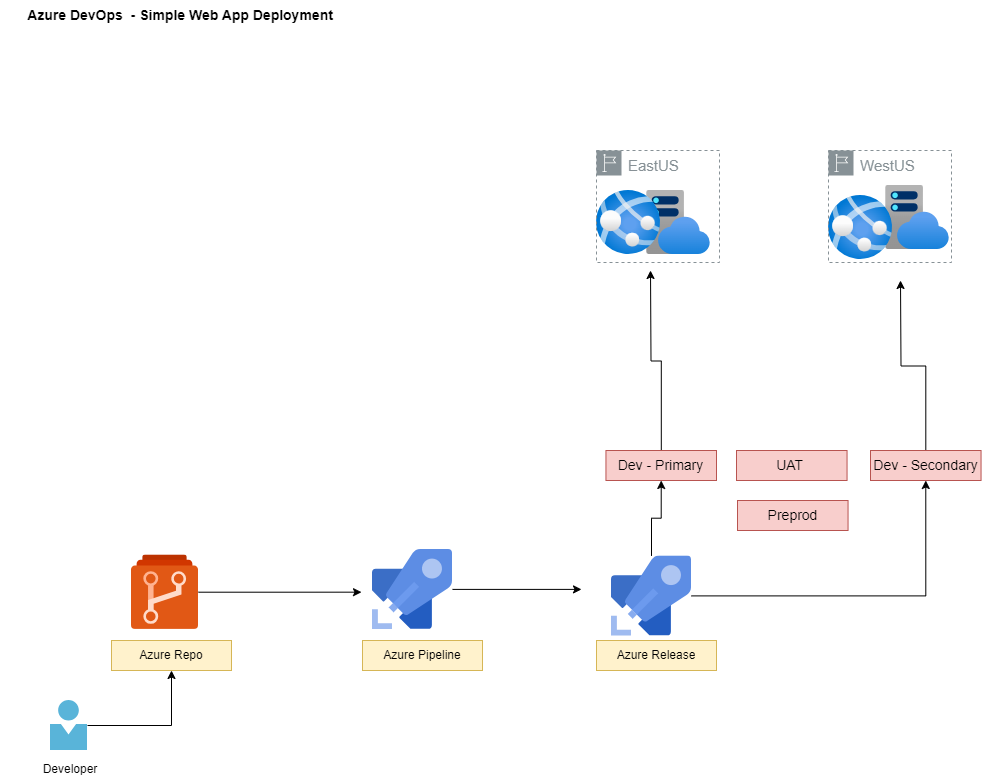 Azure DevOps  - Simple Web App Deployment
EastUS
WestUS
Dev - Primary
UAT
Dev - Secondary
Preprod
Azure Repo
Azure Pipeline
Azure Release
Developer